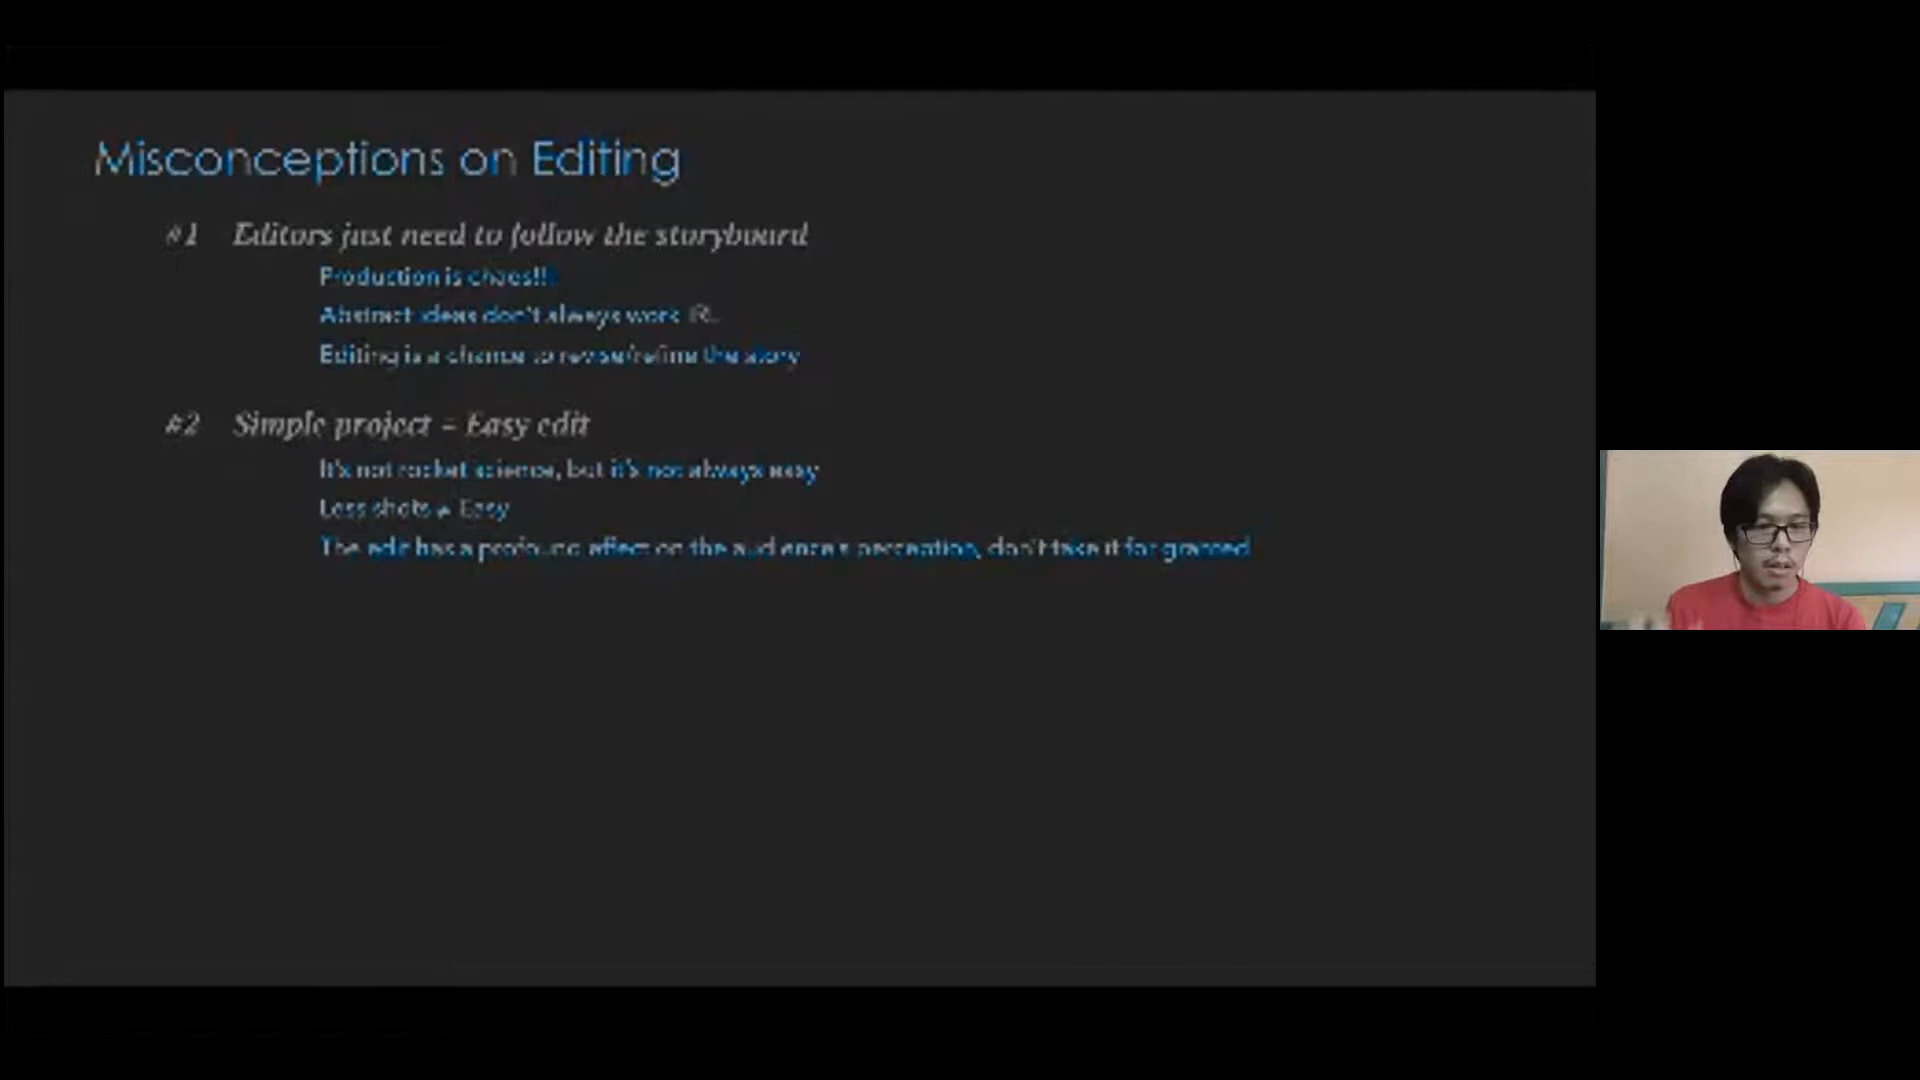 Misconceptions on Editing
#1 Editors just need to follow the storyboard
Production is chaos!!!
Abstract ideas don't always work IRL
Editing is a chance to revise/refine the story
#2 Simple project = Easy edit
It's not rocket science, but it's not always easy
Less shots ≠ Easy
The edit has a profound effect on the audience's perception, don't take it for granted